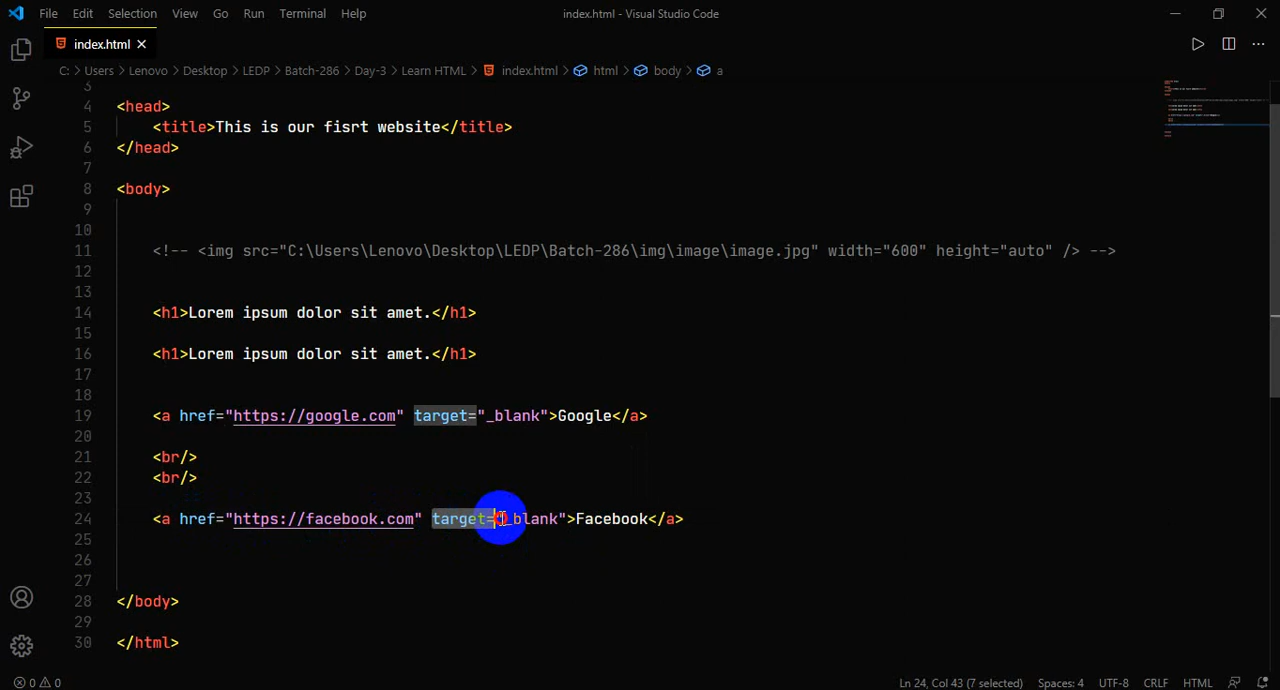 File Edit Selection View Go Run Terminal Help index.html - Visual Studio Code
index.html
C: > Users > Lenovo > Desktop > LEDP > Batch-286 > Day-3 > Learn HTML > index.html > html > body > a
3
4 <head>
5 <title>This is our fisrt website</title>
6 </head>
7
8 <body>
9
10
11 <!-- <img src="C:\Users\Lenovo\Desktop\LEDP\Batch-286\img\image\image.jpg" width="600" height="auto" /> -->
12
13
14 <h1>Lorem ipsum dolor sit amet.</h1>
15
16 <h1>Lorem ipsum dolor sit amet.</h1>
17
18
19 <a href="https://google.com" target="_blank">Google</a>
20
21 <br/>
22 <br/>
23
24 <a href="https://facebook.com" target="_blank">Facebook</a>
25
26
27
28 </body>
29
30 </html>
0 0 Ln 24, Col 43 (7 selected) Spaces: 4 UTF-8 CRLF HTML